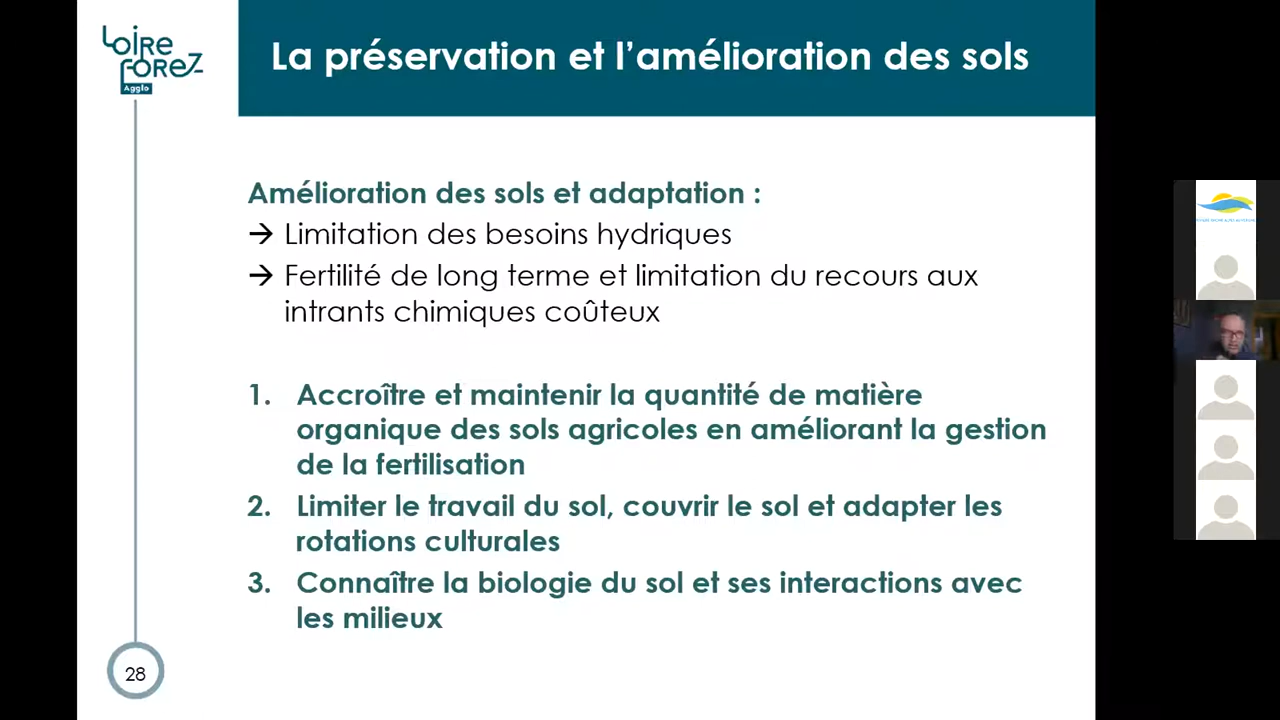 Loire
Forez
Agglo
La préservation et l’amélioration des sols
Amélioration des sols et adaptation :
→ Limitation des besoins hydriques
→ Fertilité de long terme et limitation du recours aux
intrants chimiques coûteux
1. Accroître et maintenir la quantité de matière
organique des sols agricoles en améliorant la gestion
de la fertilisation
2. Limiter le travail du sol, couvrir le sol et adapter les
rotations culturales
3. Connaître la biologie du sol et ses interactions avec
les milieux
28